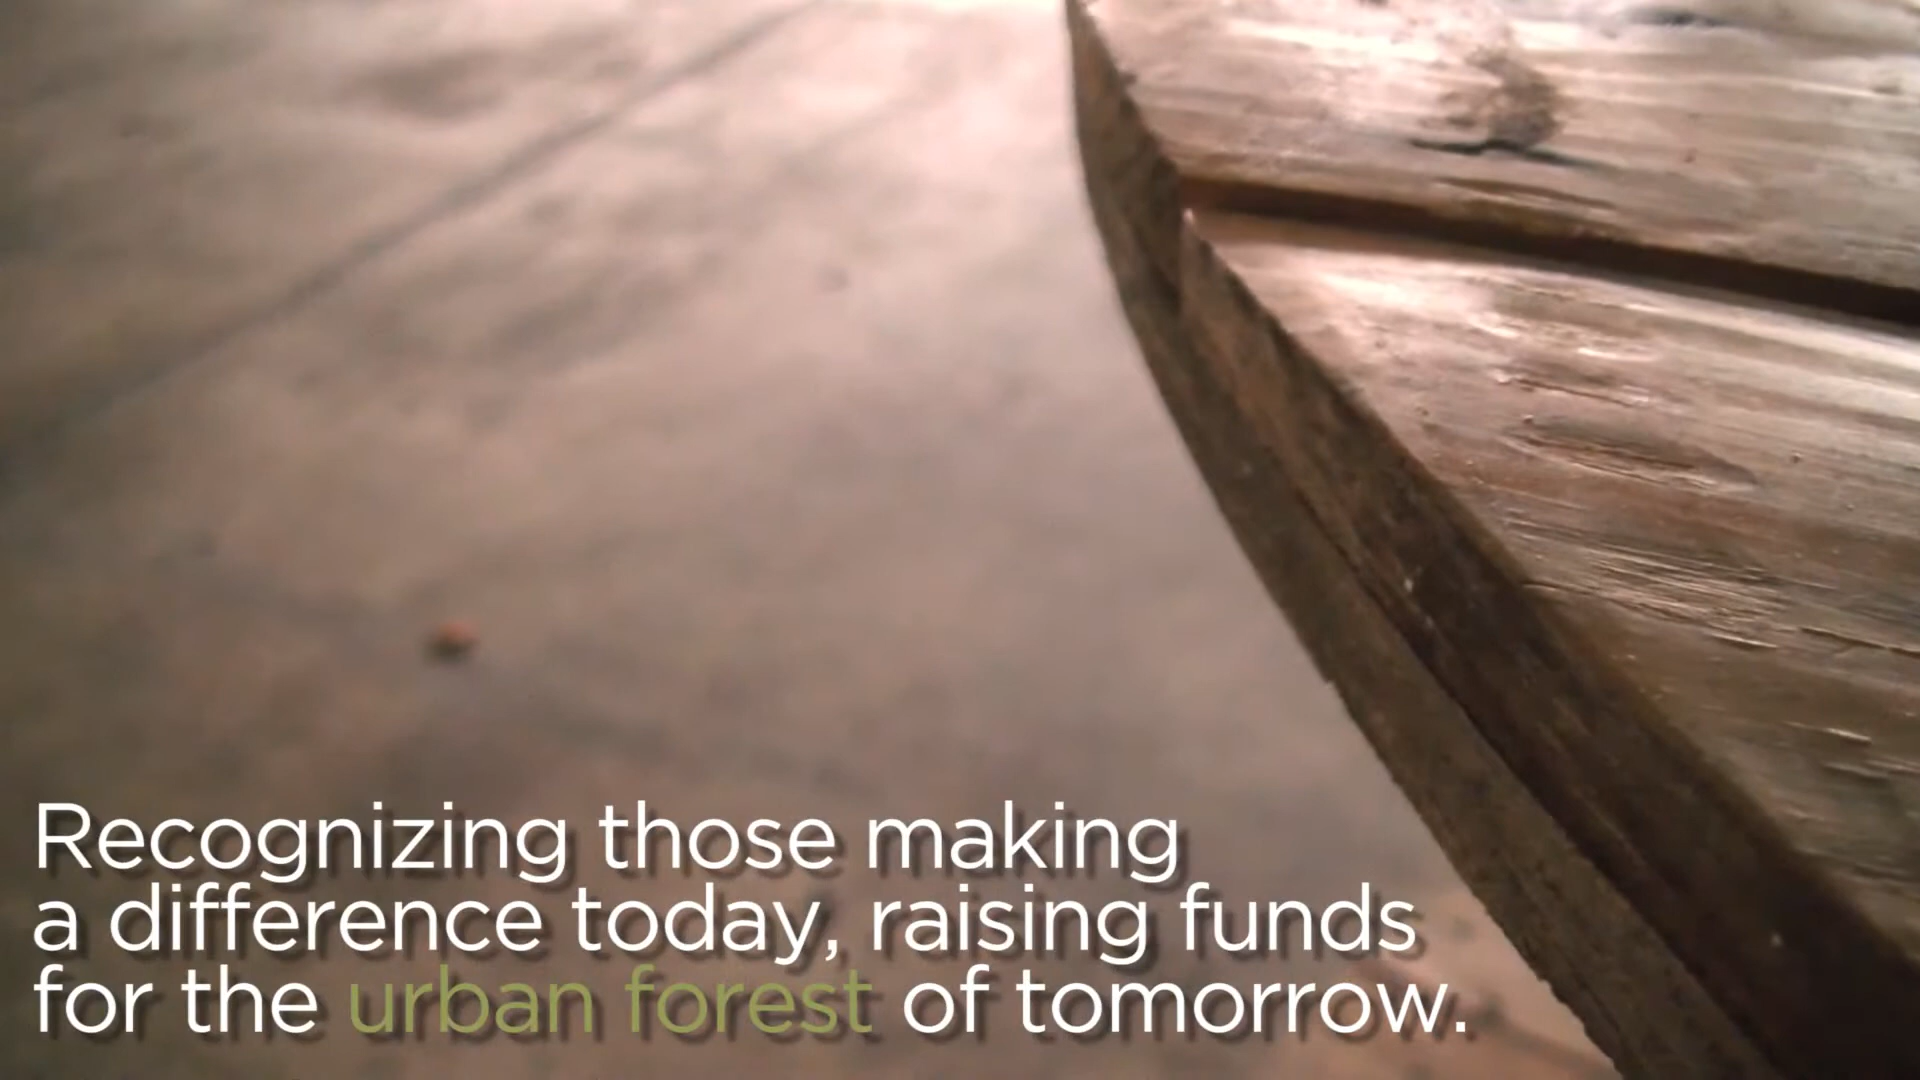 Recognizing those making
a difference today, raising funds
for the urban forest of tomorrow.